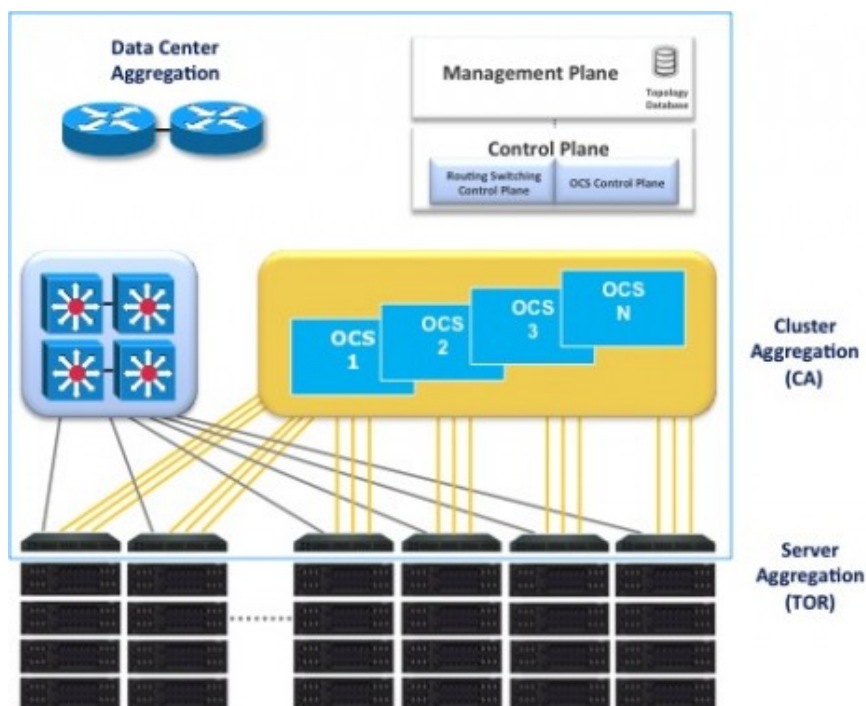 Data Center
Aggregation
Management Plane
Topology
Database
Control Plane
Routing Switching
Control Plane
OCS Control Plane
OCS
1
OCS
2
OCS
3
OCS
N
Cluster
Aggregation
(CA)
Server
Aggregation
(TOR)